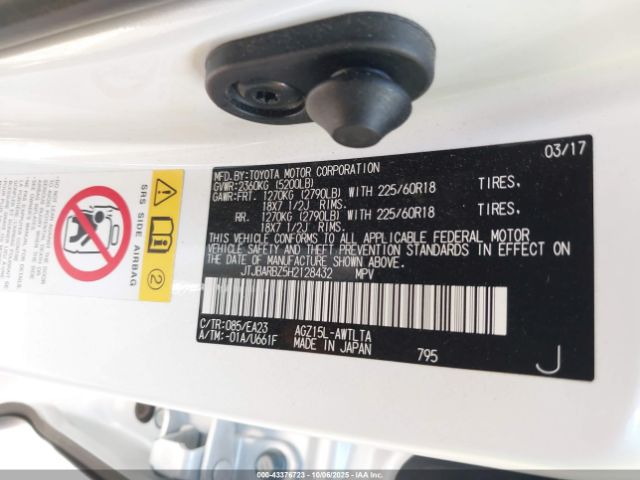 MFD.BY:TOYOTA MOTOR CORPORATION 03/17
GVWR:2360KG (5200LB)
GAWR:FRT. 1270KG (2790LB) WITH 225/60R18 TIRES,
18X7 1/2J RIMS.
RR. 1270KG (2790LB) WITH 225/60R18 TIRES,
18X7 1/2J RIMS.
THIS VEHICLE CONFORMS TO ALL APPLICABLE FEDERAL MOTOR
VEHICLE SAFETY AND THEFT PREVENTION STANDARDS IN EFFECT ON
THE DATE OF MANUFACTURE SHOWN ABOVE.
JTJBARBZ5H2128432 MPV
C/TR:085/EA23 AGZ15L-AWTLTA
A/TM:-01A/U661F MADE IN JAPAN 795 J
SRS SIDE AIRBAG
2
00-43376723 - 10/06/2025 - IAA Inc.